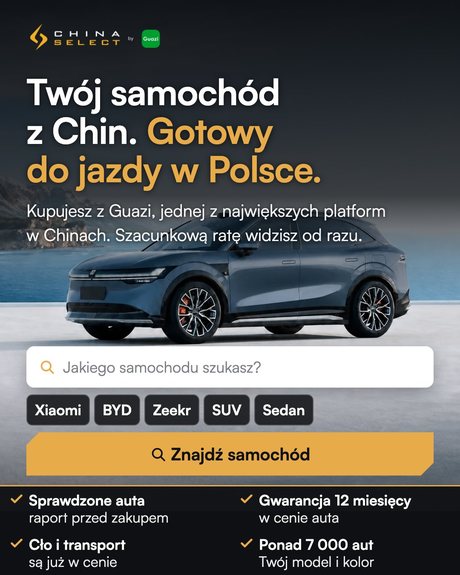 CHINA
SELECT
by
Guazi
Twój samochód
z Chin. Gotowy
do jazdy w Polsce.
Kupujesz z Guazi, jednej z największych platform
w Chinach. Szacunkową ratę widzisz od razu.
Jakiego samochodu szukasz?
Xiaomi
BYD
Zeekr
SUV
Sedan
Znajdź samochód
Sprawdzone auta
raport przed zakupem
Gwarancja 12 miesięcy
w cenie auta
Cło i transport
są już w cenie
Ponad 7 000 aut
Twój model i kolor